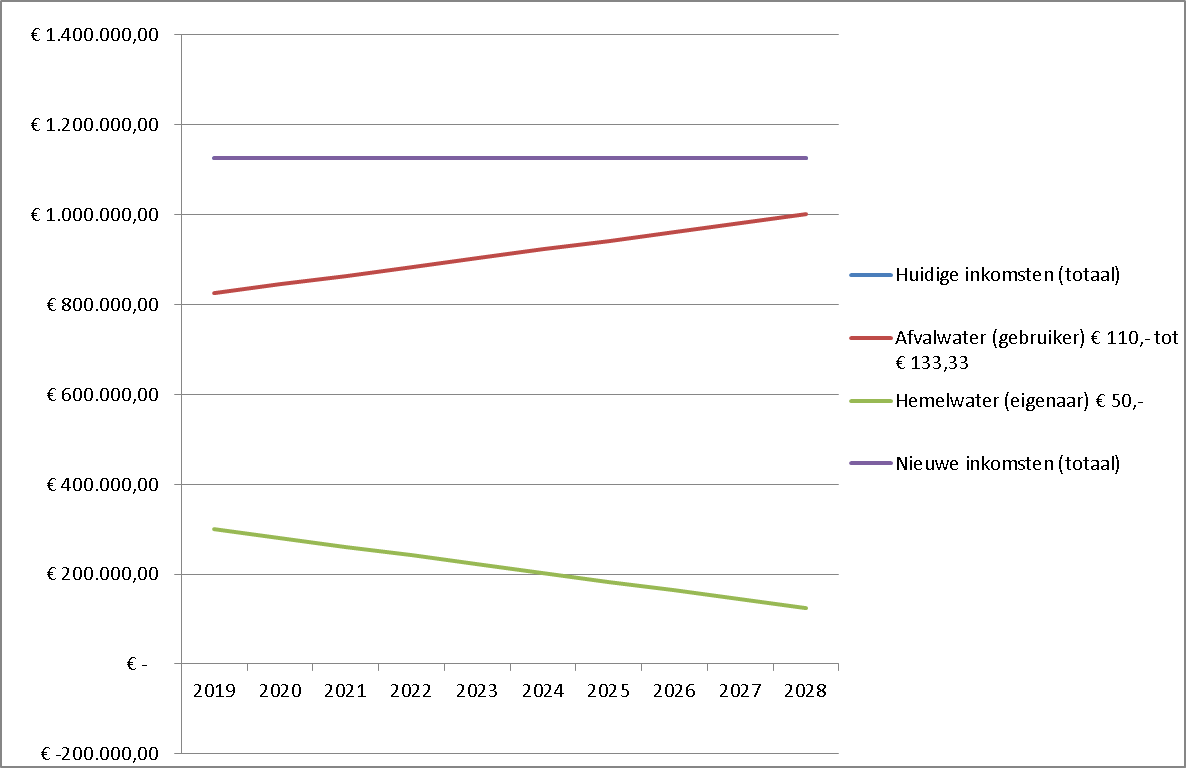 € 1.400.000,00
€ 1.200.000,00
€ 1.000.000,00
€ 800.000,00
€ 600.000,00
€ 400.000,00
€ 200.000,00
€ -
€ -200.000,00
2019 2020 2021 2022 2023 2024 2025 2026 2027 2028
Huidige inkomsten (totaal)
Afvalwater (gebruiker) € 110,- tot
€ 133,33
Hemelwater (eigenaar) € 50,-
Nieuwe inkomsten (totaal)